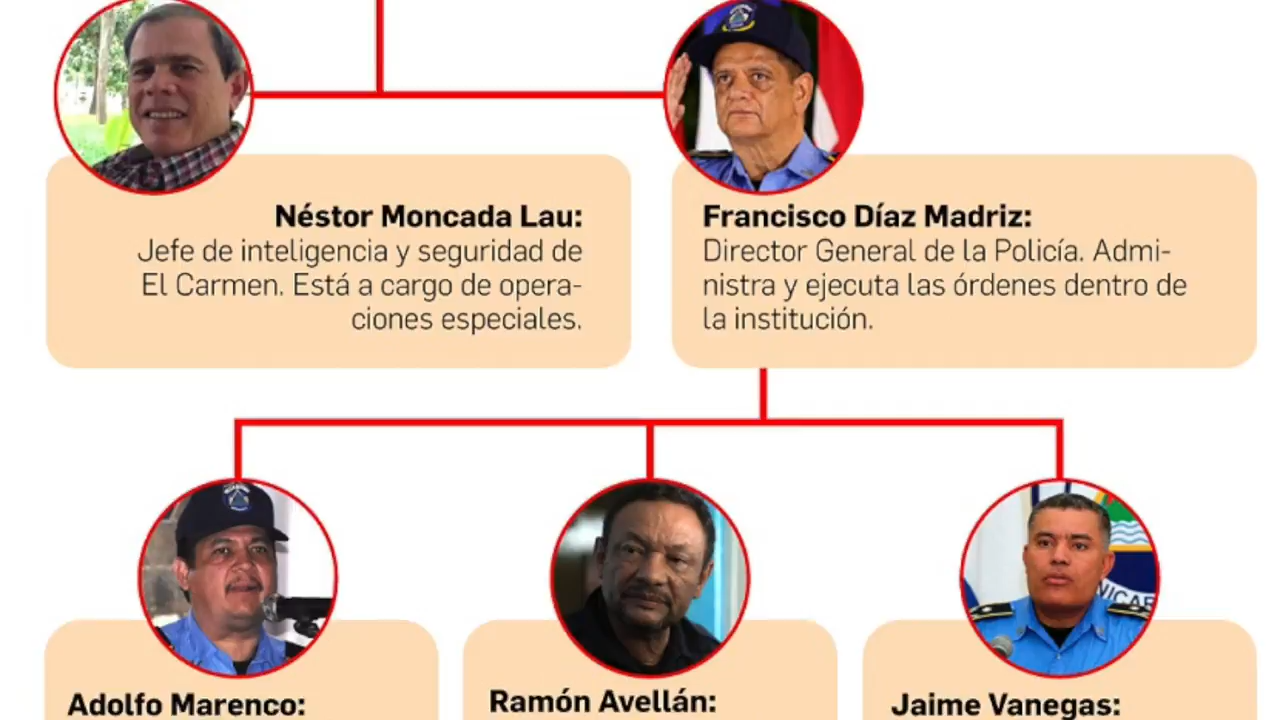 Néstor Moncada Lau:
Jefe de inteligencia y seguridad de
El Carmen. Está a cargo de opera-
ciones especiales.
Francisco Díaz Madriz:
Director General de la Policía. Admi-
nistra y ejecuta las órdenes dentro de
la institución.
NICAR
Adolfo Marenco:
Ramón Avellán:
Jaime Vanegas: